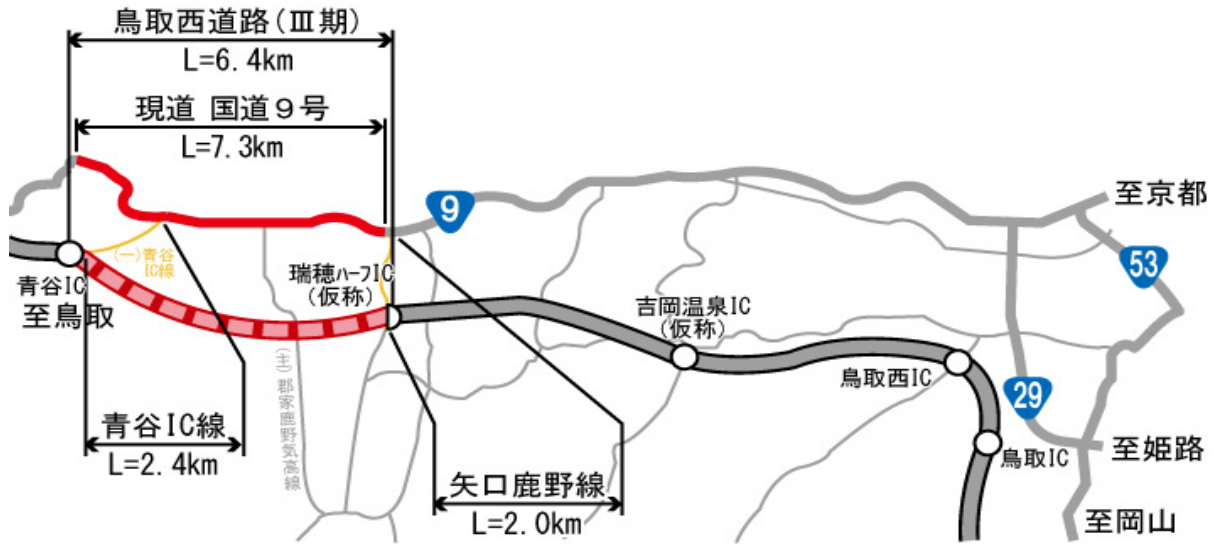 鳥取西道路(Ⅲ期)
L=6.4km
現道 国道9号
L=7.3km
9
至京都
53
(一)青谷
IC線
青谷IC
至鳥取
瑞穂ハーフIC
(仮称)
吉岡温泉IC
(仮称)
鳥取西IC
29
(主)郡家鹿野気高線
青谷IC線
L=2.4km
矢口鹿野線
L=2.0km
鳥取IC
至姫路
至岡山